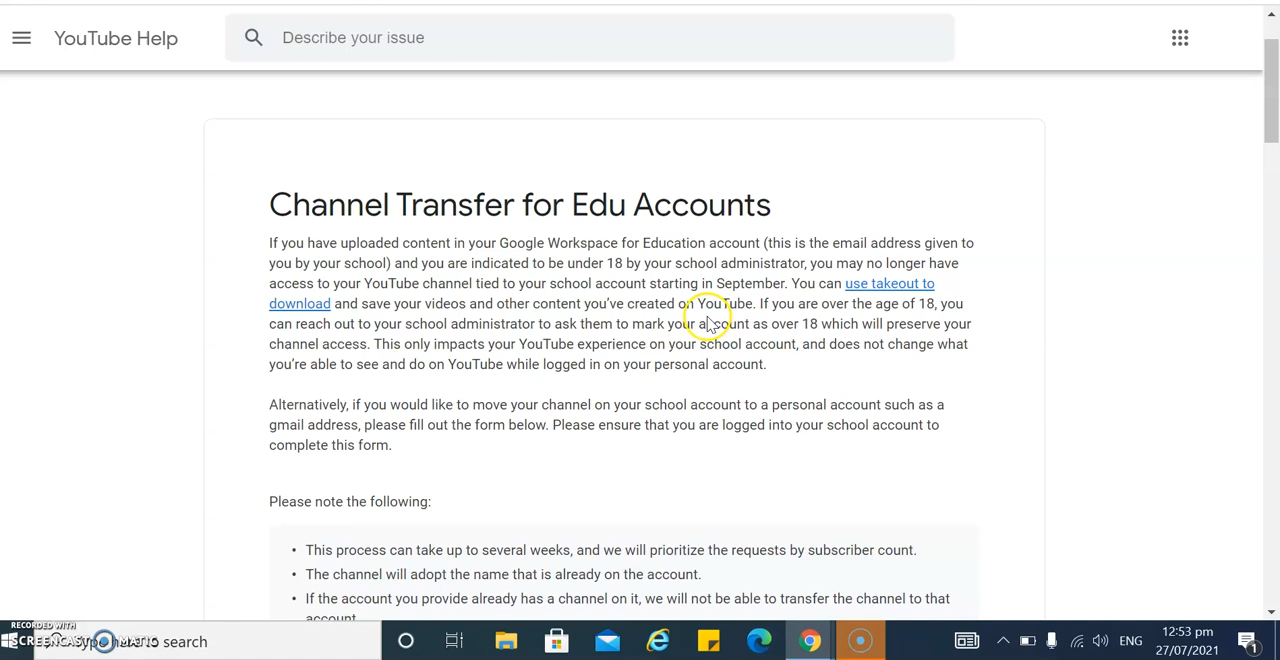 YouTube Help
Describe your issue
Channel Transfer for Edu Accounts
If you have uploaded content in your Google Workspace for Education account (this is the email address given to
you by your school) and you are indicated to be under 18 by your school administrator, you may no longer have
access to your YouTube channel tied to your school account starting in September. You can use takeout to
download and save your videos and other content you've created on YouTube. If you are over the age of 18, you
can reach out to your school administrator to ask them to mark your account as over 18 which will preserve your
channel access. This only impacts your YouTube experience on your school account, and does not change what
you're able to see and do on YouTube while logged in on your personal account.
Alternatively, if you would like to move your channel on your school account to a personal account such as a
gmail address, please fill out the form below. Please ensure that you are logged into your school account to
complete this form.
Please note the following:
• This process can take up to several weeks, and we will prioritize the requests by subscriber count.
• The channel will adopt the name that is already on the account.
• If the account you provide already has a channel on it, we will not be able to transfer the channel to that
account.
RECORDED WITH
SCREENCAST MATIC
Type here to search
ENG
12:53 pm
27/07/2021
1